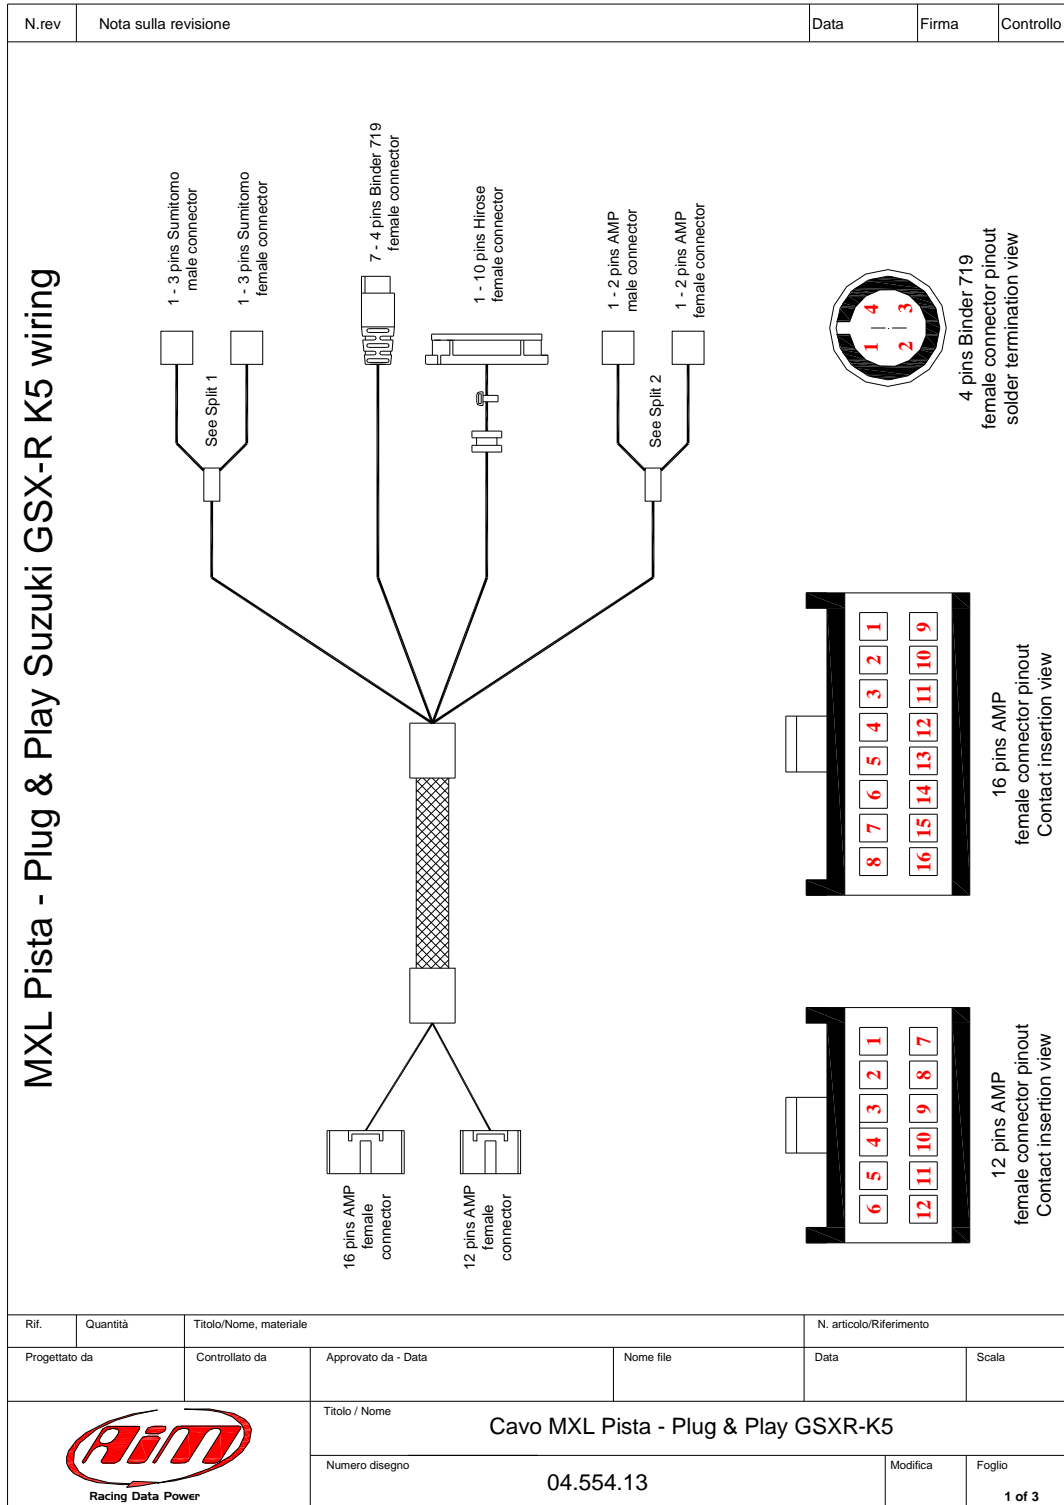 N.rev
Nota sulla revisione
Data
Firma
Controllo
MXL Pista - Plug & Play Suzuki GSX-R K5 wiring
1 - 3 pins Sumitomo
male connector
1 - 3 pins Sumitomo
female connector
7 - 4 pins Binder 719
female connector
1 - 10 pins Hirose
female connector
1 - 2 pins AMP
male connector
1 - 2 pins AMP
female connector
See Split 1
See Split 2
16 pins AMP
female
connector
12 pins AMP
female
connector
1 4
2 3
4 pins Binder 719
female connector pinout
solder termination view
8 7 6 5 4 3 2 1
16 15 14 13 12 11 10 9
16 pins AMP
female connector pinout
Contact insertion view
6 5 4 3 2 1
12 11 10 9 8 7
12 pins AMP
female connector pinout
Contact insertion view
Rif.
Quantità
Titolo/Nome, materiale
N. articolo/Riferimento
Progettato da
Controllato da
Approvato da - Data
Nome file
Data
Scala
AiM
Racing Data Power
Titolo / Nome
Cavo MXL Pista - Plug & Play GSXR-K5
Numero disegno
04.554.13
Modifica
Foglio
1 of 3